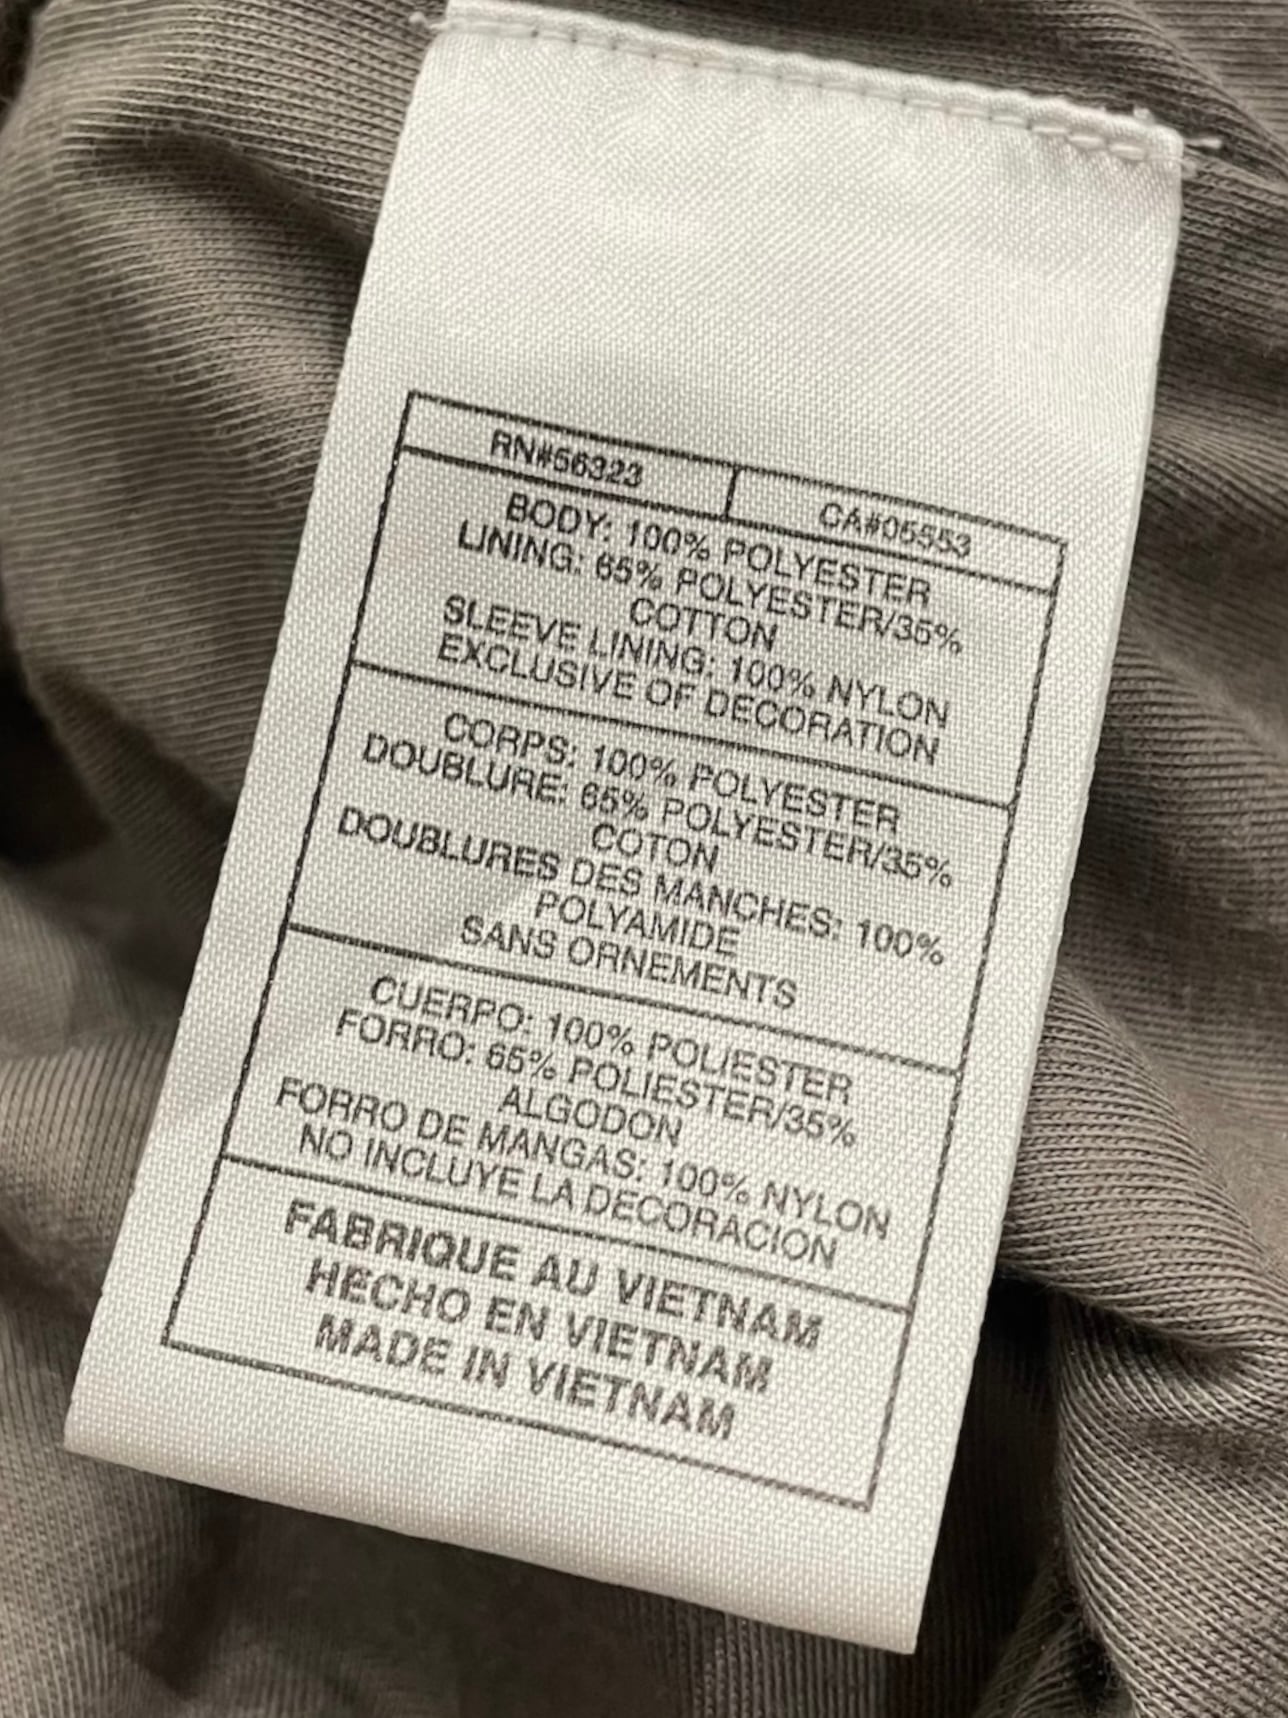 RN#56323
CA#05553
BODY: 100% POLYESTER
LINING: 65% POLYESTER/35%
COTTON
SLEEVE LINING: 100% NYLON
EXCLUSIVE OF DECORATION
CORPS: 100% POLYESTER
DOUBLURE: 65% POLYESTER/35%
COTON
DOUBLURES DES MANCHES: 100%
POLYAMIDE
SANS ORNEMENTS
CUERPO: 100% POLIESTER
FORRO: 65% POLIESTER/35%
ALGODON
FORRO DE MANGAS: 100% NYLON
NO INCLUYE LA DECORACION
FABRIQUE AU VIETNAM
HECHO EN VIETNAM
MADE IN VIETNAM